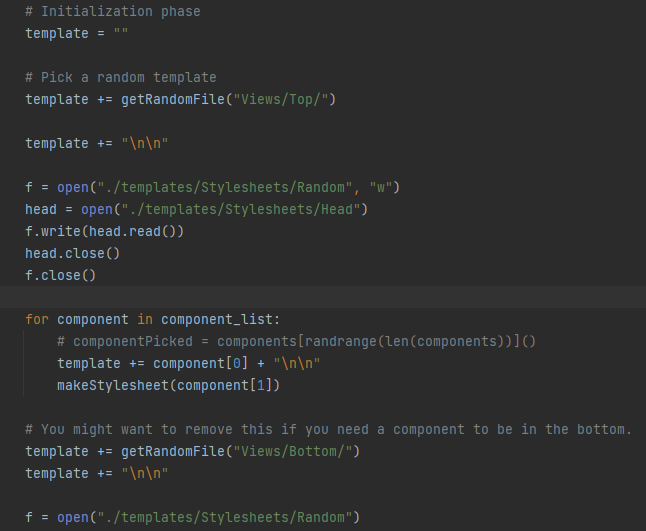 # Initialization phase
template = ""
# Pick a random template
template += getRandomFile("Views/Top/")
template += "\n\n"
f = open("./templates/Stylesheets/Random", "w")
head = open("./templates/Stylesheets/Head")
f.write(head.read())
head.close()
f.close()
for component in component_list:
    # componentPicked = components[randrange(len(components))]()
    template += component[0] + "\n\n"
    makeStylesheet(component[1])
# You might want to remove this if you need a component to be in the bottom.
template += getRandomFile("Views/Bottom/")
template += "\n\n"
f = open("./templates/Stylesheets/Random")